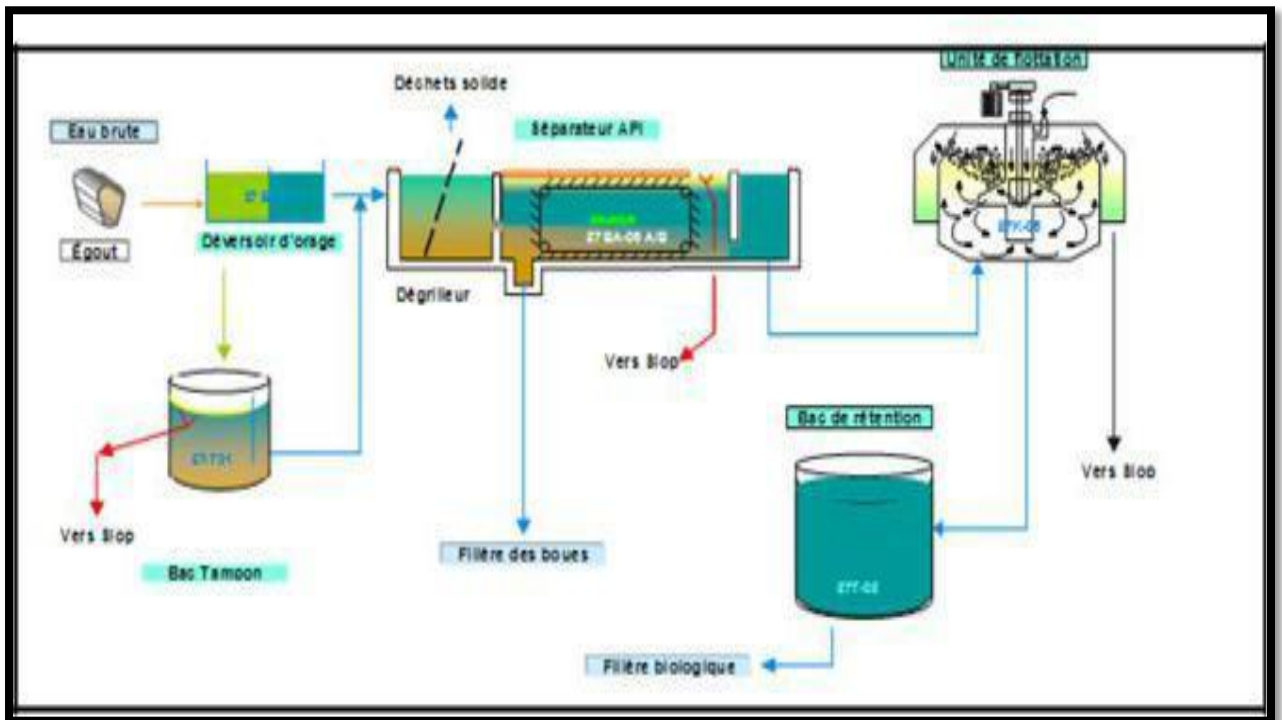 Déchets solide
Unité de flottation
Eau brute
Séparateur API
Égout
Déversoir d'orage
Dégrilleur
Vers Slop
Bac de rétention
Vers Slop
Vers Slop
Filière des boues
Bac Tampon
Filière biologique